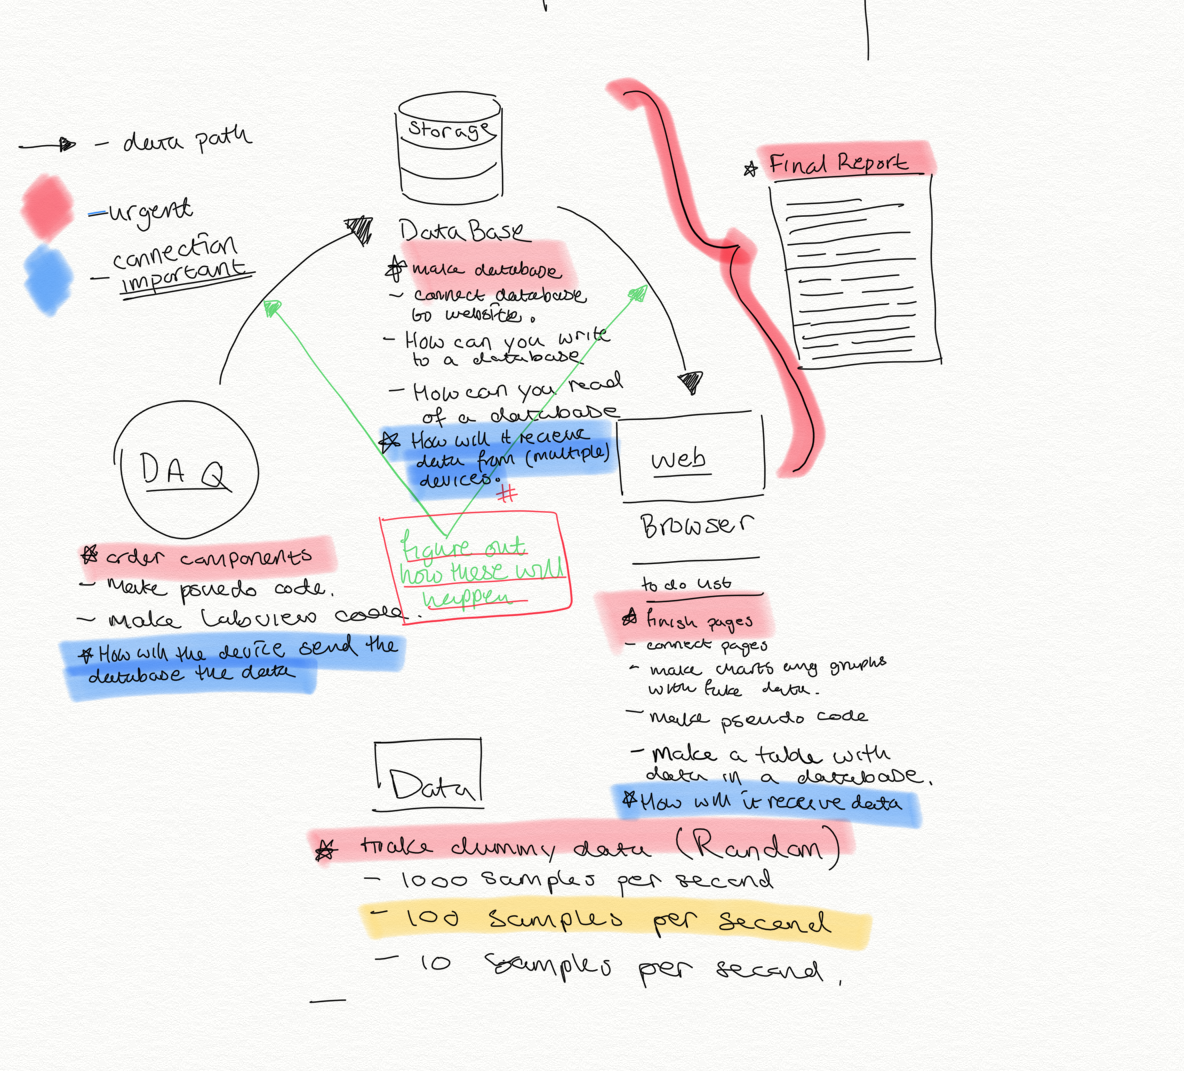 - data path
- urgent
- connection
important
Storage
DataBase
make database
- connect database
to website.
- How can you write
to a database
- How can you read
of a database
How will it recieve
data from (multiple)
devices.
#
figure out
how these will
happen
Final Report
DAQ
order components
- Make psuedo code.
- make Labview code.
How will the device send the
database the data
web
Browser
to do list
finish pages
- connect pages
- make charts any graphs
with fake data.
- make pseudo code
- Make a table with
data in a database.
How will it receive data
Data
make dummy data (Random)
- 1000 samples per second
- 100 samples per second
- 10 samples per second.